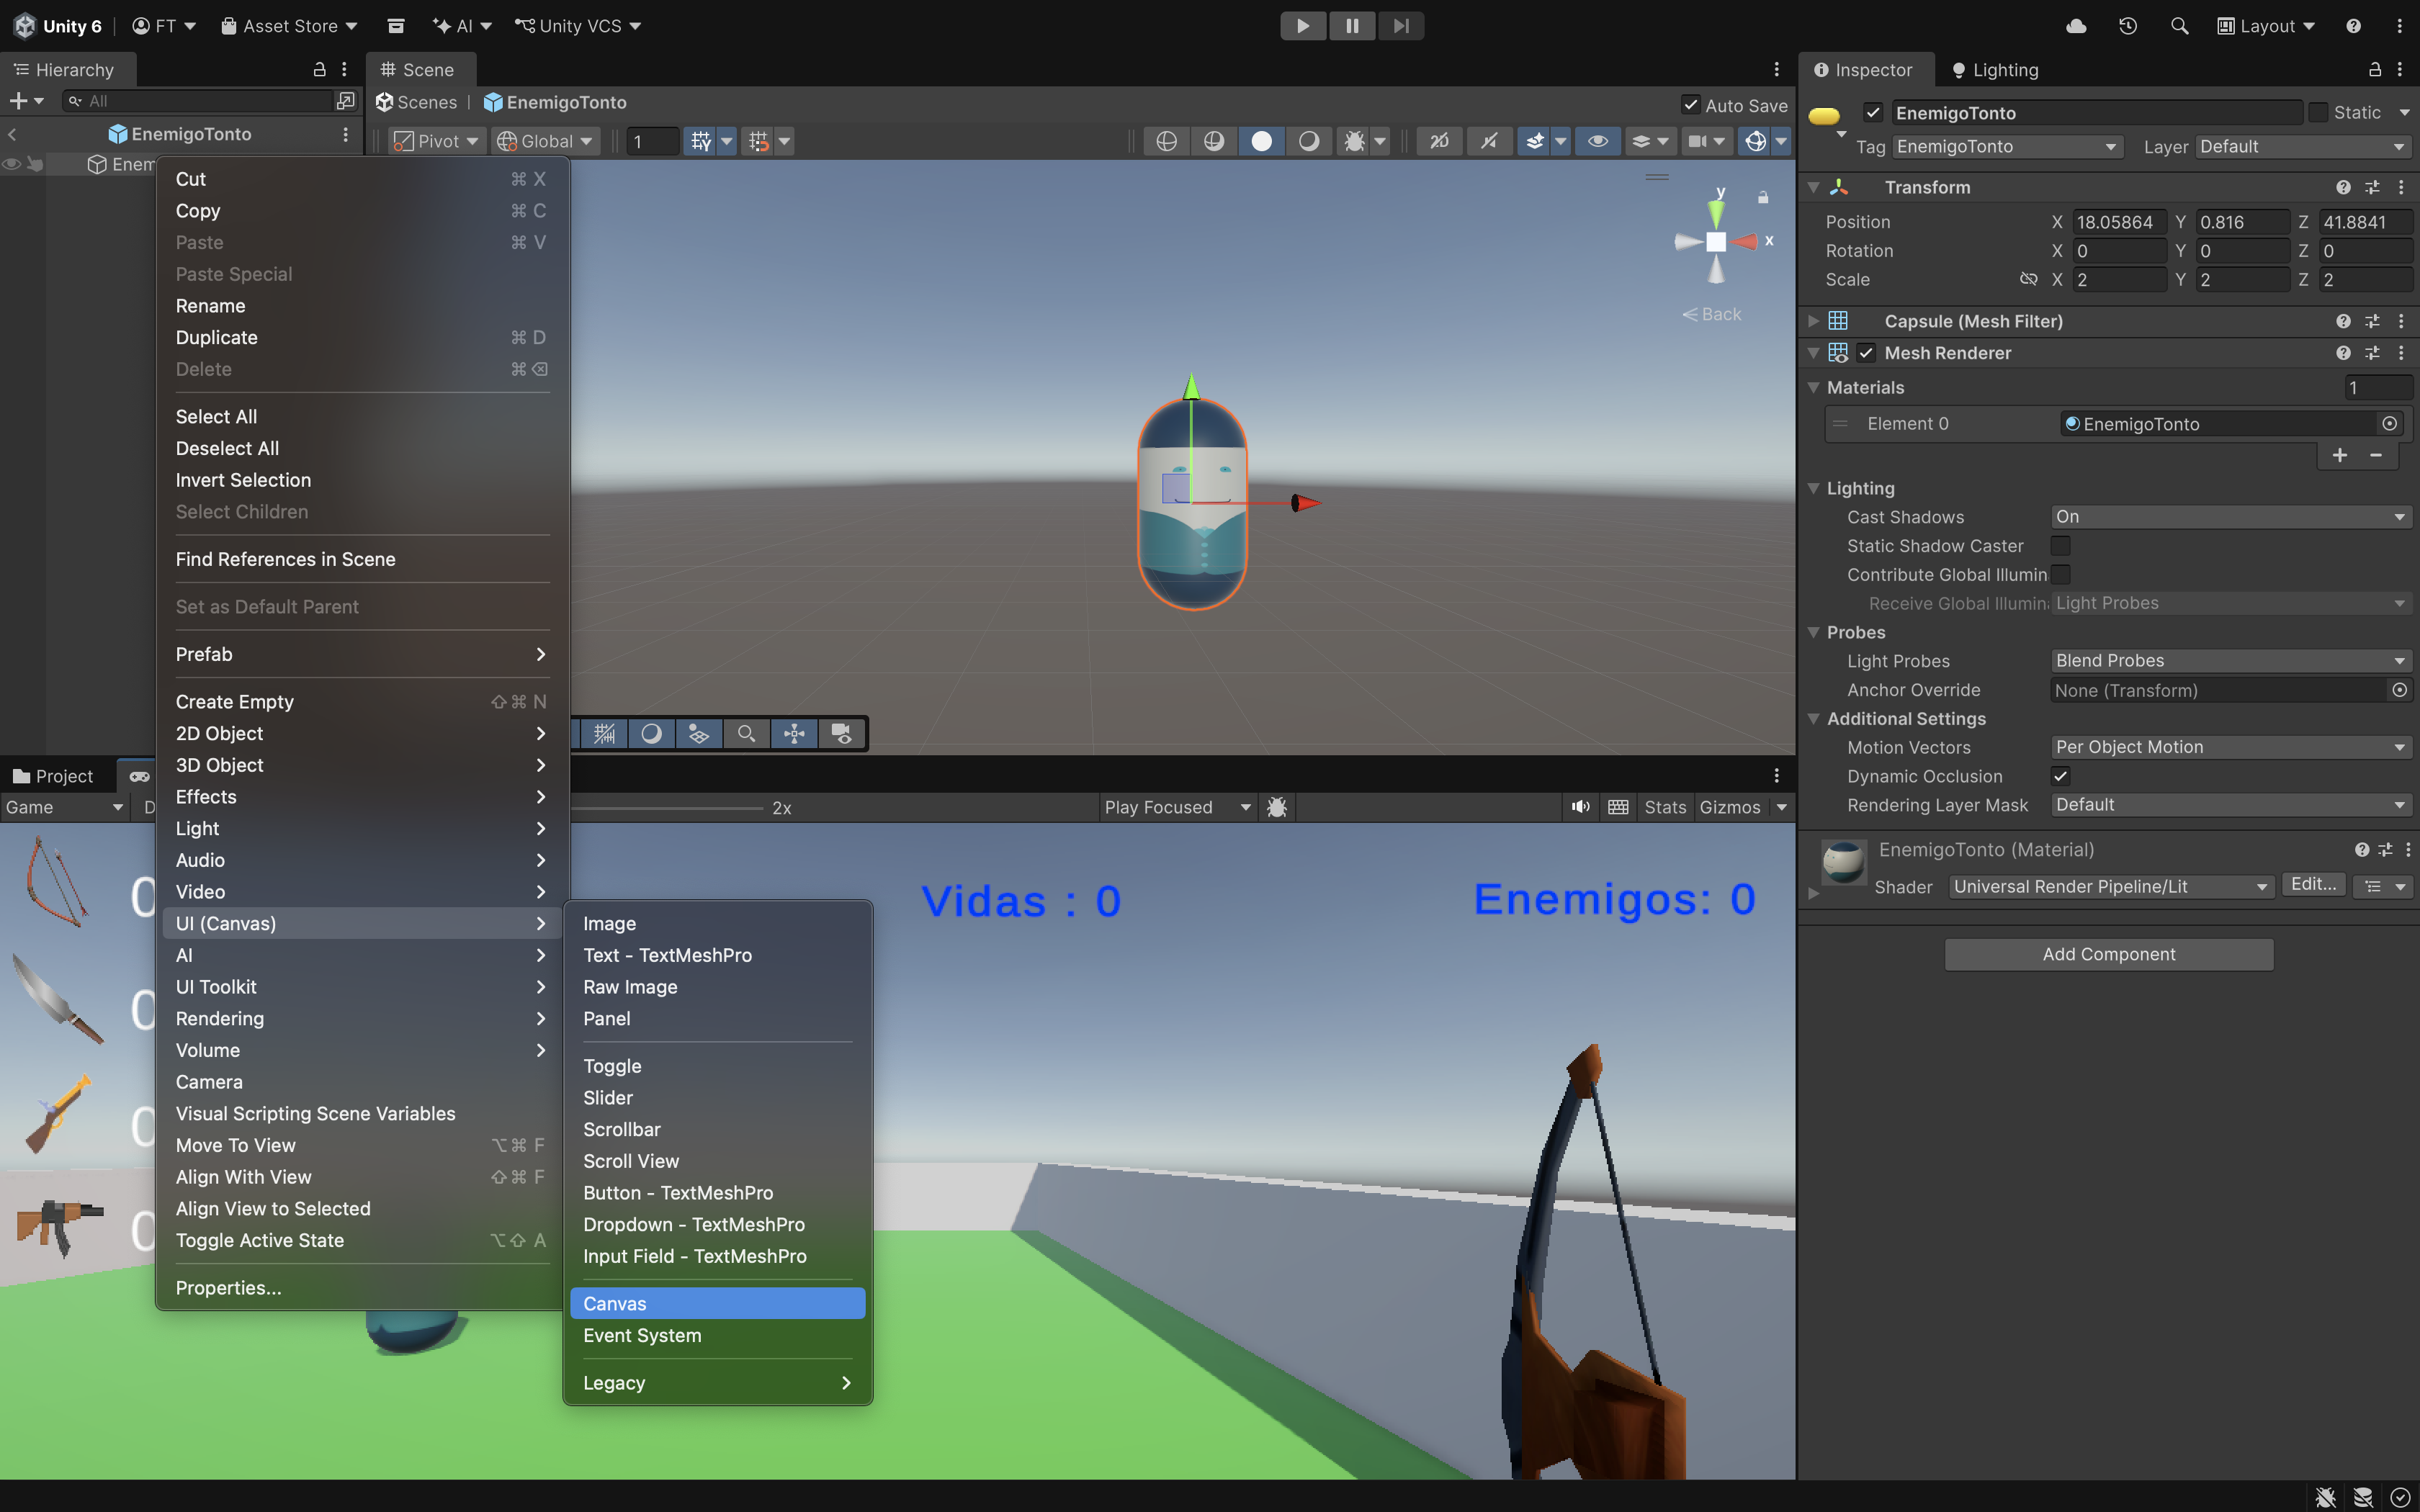 Unity 6
FT
Asset Store
AI
Unity VCS
Layout
Hierarchy
All
EnemigoTonto
Enem
Scene
Scenes | EnemigoTonto
Auto Save
Pivot
Global
1
2D
y
x
Back
Cut ⌘ X
Copy ⌘ C
Paste ⌘ V
Paste Special
Rename
Duplicate ⌘ D
Delete ⌘ ⌫
Select All
Deselect All
Invert Selection
Select Children
Find References in Scene
Set as Default Parent
Prefab
Create Empty ⇧ ⌘ N
2D Object
3D Object
Effects
Light
Audio
Video
UI (Canvas)
AI
UI Toolkit
Rendering
Volume
Camera
Visual Scripting Scene Variables
Move To View ⌥ ⌘ F
Align With View ⇧ ⌘ F
Align View to Selected
Toggle Active State ⌥ ⇧ A
Properties...
Image
Text - TextMeshPro
Raw Image
Panel
Toggle
Slider
Scrollbar
Scroll View
Button - TextMeshPro
Dropdown - TextMeshPro
Input Field - TextMeshPro
Canvas
Event System
Legacy
Project
Game
D
2x
Play Focused
Stats
Gizmos
0
0
0
0
Vidas : 0
Enemigos: 0
Inspector
Lighting
EnemigoTonto
Static
Tag EnemigoTonto
Layer Default
Transform
Position X 18.05864 Y 0.816 Z 41.8841
Rotation X 0 Y 0 Z 0
Scale X 2 Y 2 Z 2
Capsule (Mesh Filter)
Mesh Renderer
Materials 1
Element 0 EnemigoTonto
+ −
Lighting
Cast Shadows On
Static Shadow Caster
Contribute Global Illumin
Receive Global Illumin Light Probes
Probes
Light Probes Blend Probes
Anchor Override None (Transform)
Additional Settings
Motion Vectors Per Object Motion
Dynamic Occlusion
Rendering Layer Mask Default
EnemigoTonto (Material)
Shader Universal Render Pipeline/Lit Edit...
Add Component